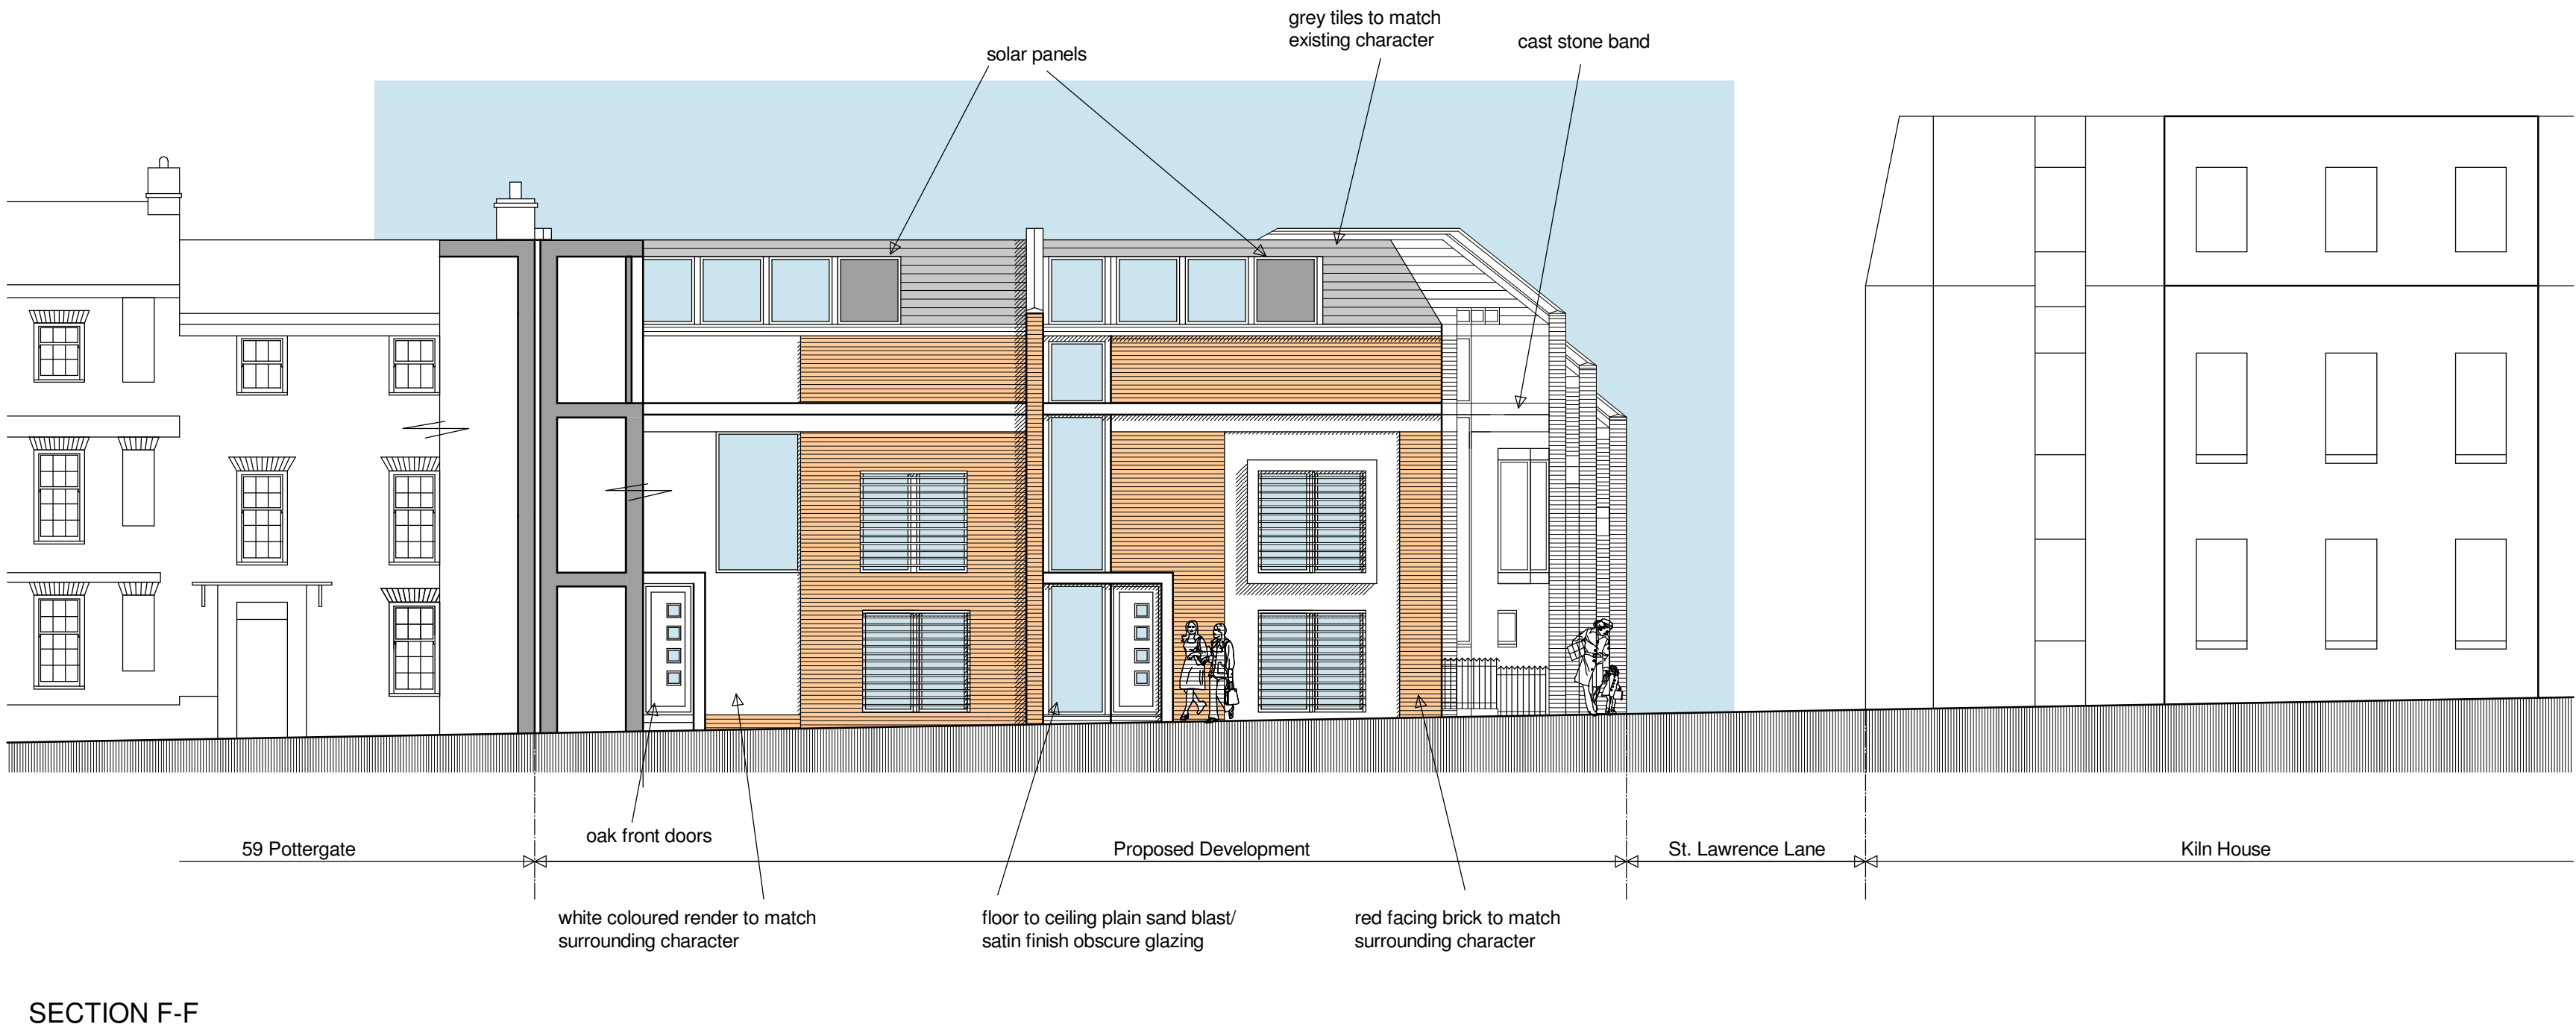 grey tiles to match
existing character
cast stone band
solar panels
oak front doors
59 Pottergate
Proposed Development
St. Lawrence Lane
Kiln House
white coloured render to match
surrounding character
floor to ceiling plain sand blast/
satin finish obscure glazing
red facing brick to match
surrounding character
SECTION F-F